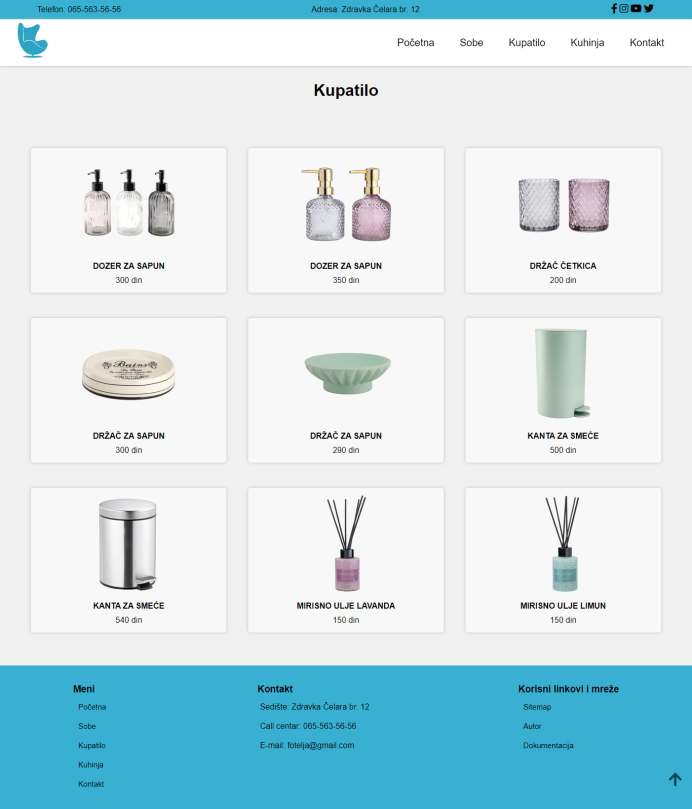 Telefon: 065-563-56-56
Adresa: Zdravka Čelara br. 12
Početna
Sobe
Kupatilo
Kuhinja
Kontakt
Kupatilo
DOZER ZA SAPUN
300 din
DOZER ZA SAPUN
350 din
DRŽAČ ČETKICA
200 din
Bains
DRŽAČ ZA SAPUN
300 din
DRŽAČ ZA SAPUN
290 din
KANTA ZA SMEĆE
500 din
KANTA ZA SMEĆE
540 din
MIRISNO ULJE LAVANDA
150 din
MIRISNO ULJE LIMUN
150 din
Meni
Početna
Sobe
Kupatilo
Kuhinja
Kontakt
Kontakt
Sedište: Zdravka Čelara br. 12
Call centar: 065-563-56-56
E-mail: fotelja@gmail.com
Korisni linkovi i mreže
Sitemap
Autor
Dokumentacija